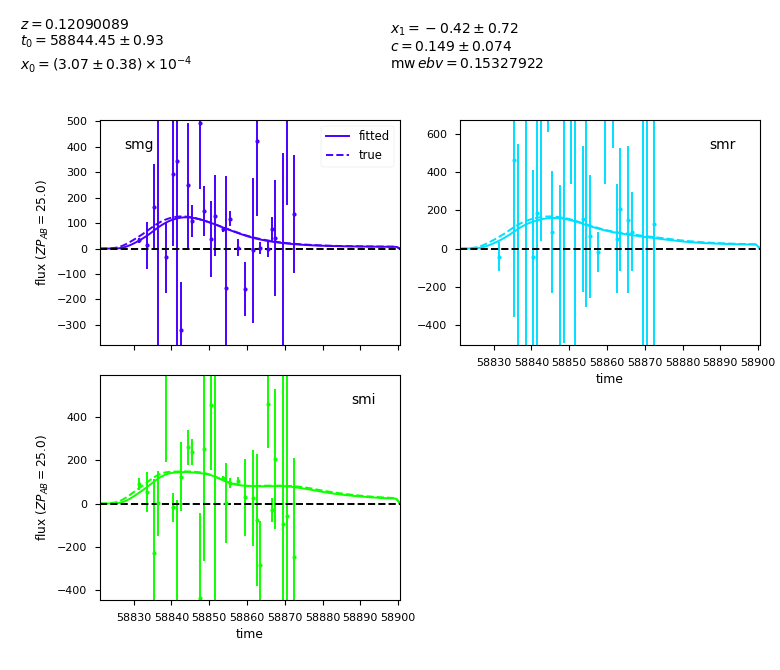 z = 0.12090089
t₀ = 58844.45 ± 0.93
x₀ = (3.07 ± 0.38) × 10⁻⁴
x₁ = −0.42 ± 0.72
c = 0.149 ± 0.074
mw ebv = 0.15327922
smg
fitted
true
500
400
300
200
100
0
−100
−200
−300
flux (ZP_AB = 25.0)
smr
600
400
200
0
−200
−400
58830 58840 58850 58860 58870 58880 58890 58900
time
smi
400
200
0
−200
−400
flux (ZP_AB = 25.0)
58830 58840 58850 58860 58870 58880 58890 58900
time